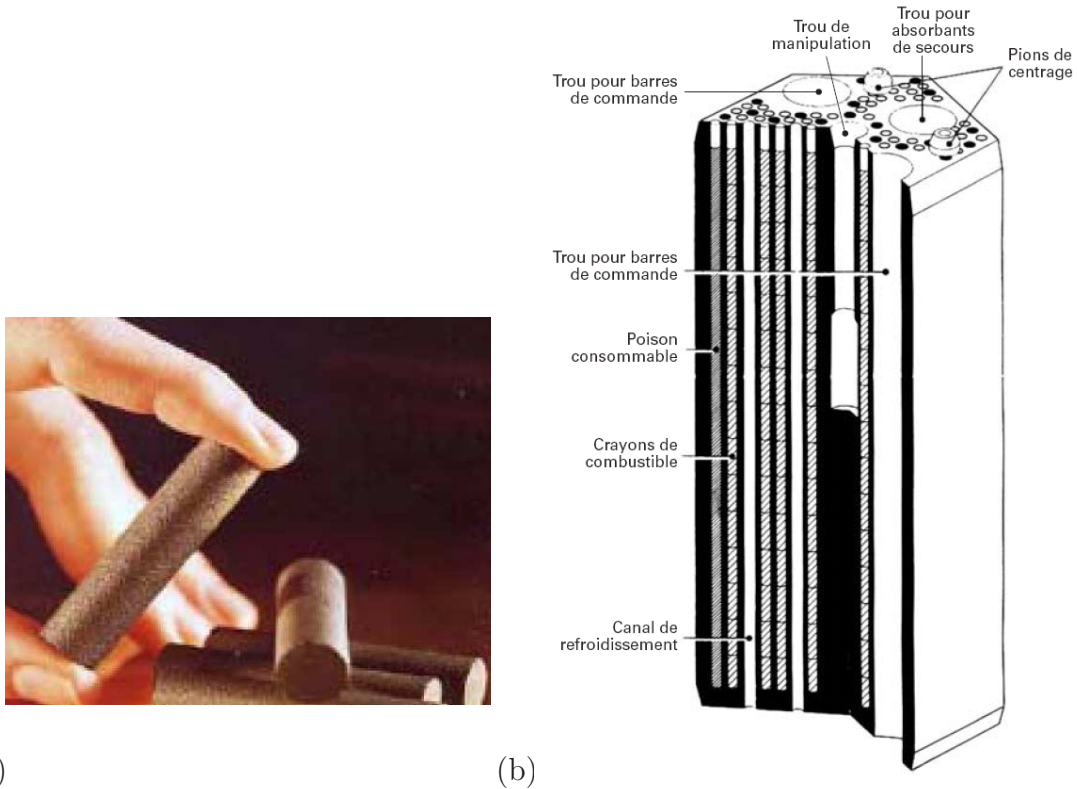 Trou pour
absorbants
de secours
Trou de
manipulation
Pions de
centrage
Trou pour barres
de commande
Trou pour barres
de commande
Poison
consommable
Crayons de
combustible
Canal de
refroidissement
)
(b)